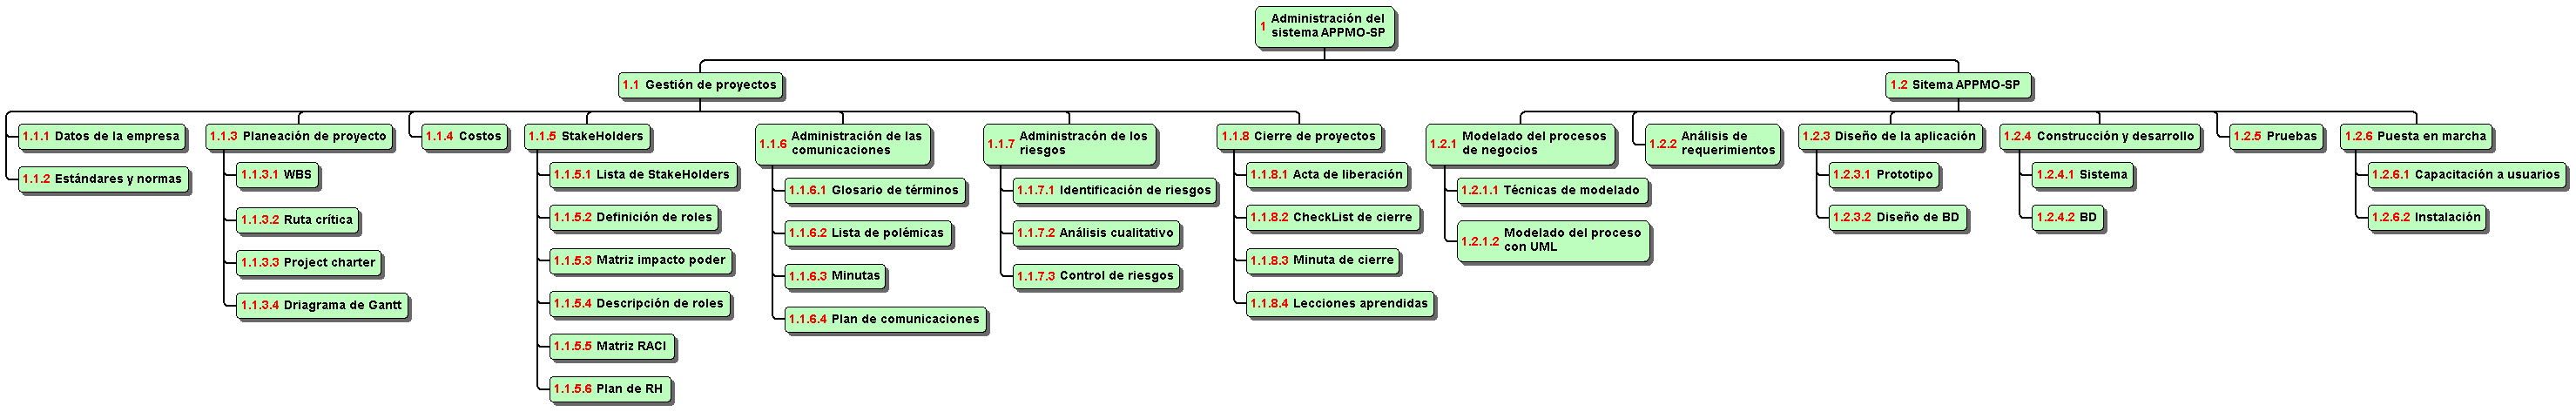 1 Administración del
sistema APPMO-SP
1.1 Gestión de proyectos
1.2 Sitema APPMO-SP
1.1.1 Datos de la empresa
1.1.2 Estándares y normas
1.1.3 Planeación de proyecto
1.1.3.1 WBS
1.1.3.2 Ruta crítica
1.1.3.3 Project charter
1.1.3.4 Driagrama de Gantt
1.1.4 Costos
1.1.5 StakeHolders
1.1.5.1 Lista de StakeHolders
1.1.5.2 Definición de roles
1.1.5.3 Matriz impacto poder
1.1.5.4 Descripción de roles
1.1.5.5 Matriz RACI
1.1.5.6 Plan de RH
1.1.6 Administración de las
comunicaciones
1.1.6.1 Glosario de términos
1.1.6.2 Lista de polémicas
1.1.6.3 Minutas
1.1.6.4 Plan de comunicaciones
1.1.7 Administracón de los
riesgos
1.1.7.1 Identificación de riesgos
1.1.7.2 Análisis cualitativo
1.1.7.3 Control de riesgos
1.1.8 Cierre de proyectos
1.1.8.1 Acta de liberación
1.1.8.2 CheckList de cierre
1.1.8.3 Minuta de cierre
1.1.8.4 Lecciones aprendidas
1.2.1 Modelado del procesos
de negocios
1.2.1.1 Técnicas de modelado
1.2.1.2 Modelado del proceso
con UML
1.2.2 Análisis de
requerimientos
1.2.3 Diseño de la aplicación
1.2.3.1 Prototipo
1.2.3.2 Diseño de BD
1.2.4 Construcción y desarrollo
1.2.4.1 Sistema
1.2.4.2 BD
1.2.5 Pruebas
1.2.6 Puesta en marcha
1.2.6.1 Capacitación a usuarios
1.2.6.2 Instalación